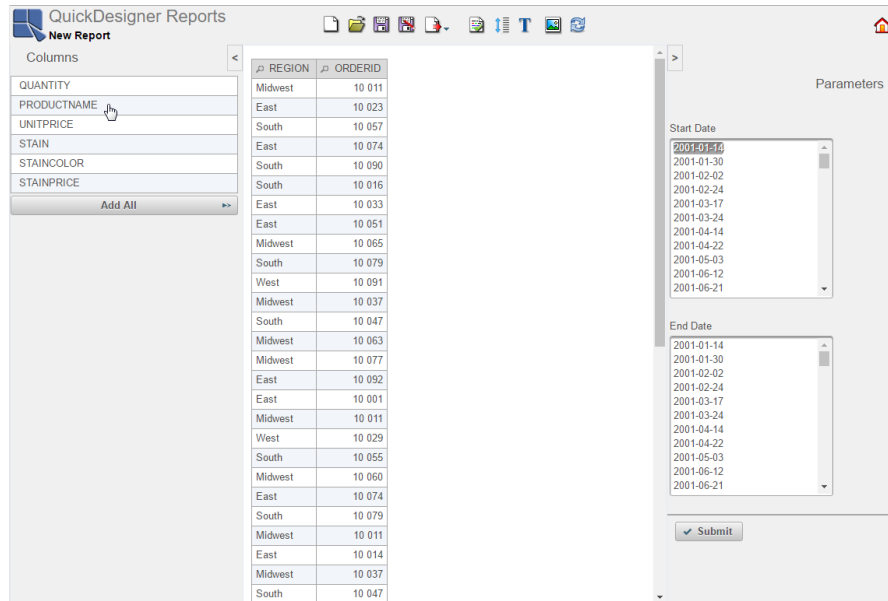 QuickDesigner Reports
New Report
Columns
<
QUANTITY
PRODUCTNAME
UNITPRICE
STAIN
STAINCOLOR
STAINPRICE
Add All
REGION ORDERID
Midwest 10 011
East 10 023
South 10 057
East 10 074
South 10 090
South 10 016
East 10 033
East 10 051
Midwest 10 065
South 10 079
West 10 091
Midwest 10 037
South 10 047
Midwest 10 063
Midwest 10 077
East 10 092
East 10 001
Midwest 10 011
West 10 029
South 10 055
Midwest 10 060
East 10 074
South 10 079
Midwest 10 011
East 10 014
Midwest 10 037
South 10 047
>
Parameters
Start Date
2001-01-14
2001-01-30
2001-02-02
2001-02-24
2001-03-17
2001-03-24
2001-04-14
2001-04-22
2001-05-03
2001-06-12
2001-06-21
End Date
2001-01-14
2001-01-30
2001-02-02
2001-02-24
2001-03-17
2001-03-24
2001-04-14
2001-04-22
2001-05-03
2001-06-12
2001-06-21
Submit